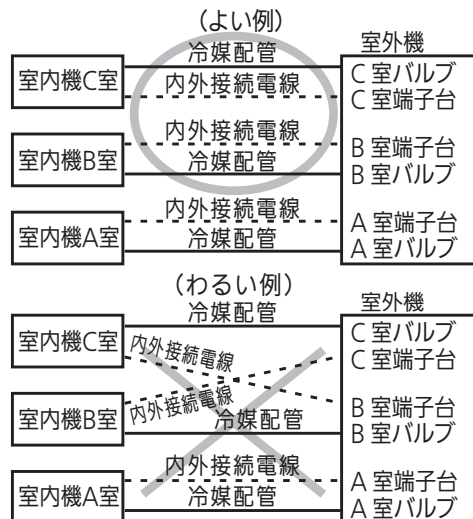 （よい例）
室外機
冷媒配管
C室バルブ
室内機C室
内外接続電線
C室端子台
内外接続電線
B室端子台
室内機B室
冷媒配管
B室バルブ
内外接続電線
A室端子台
室内機A室
冷媒配管
A室バルブ
（わるい例）
室外機
冷媒配管
C室バルブ
室内機C室
内外接続電線
C室端子台
内外接続電線
B室端子台
室内機B室
冷媒配管
B室バルブ
内外接続電線
A室端子台
室内機A室
冷媒配管
A室バルブ